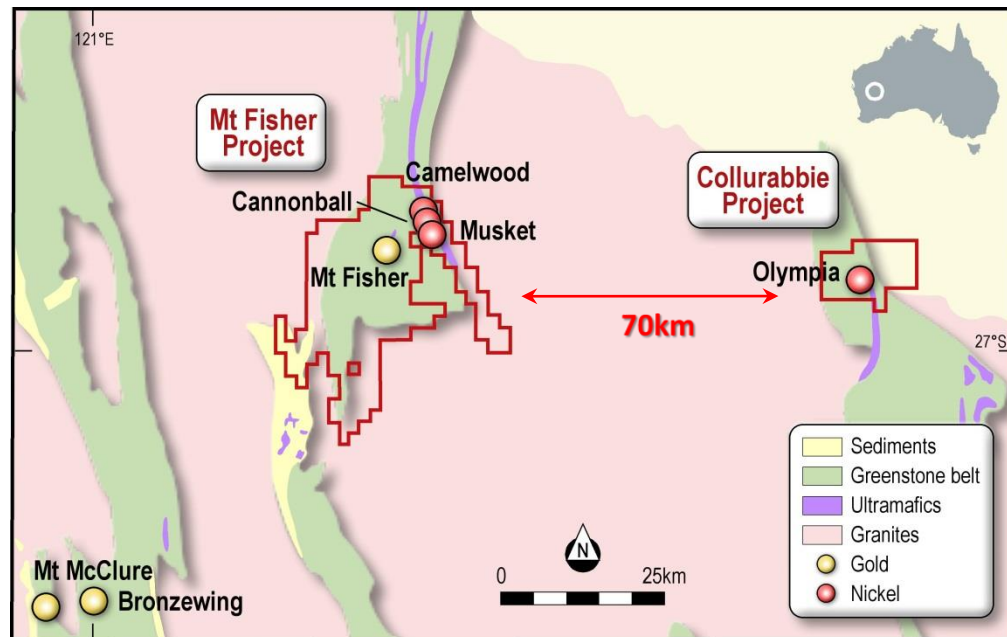 121°E
Mt Fisher
Project
Camelwood
Cannonball
Musket
Mt Fisher
Collurabbie
Project
Olympia
70km
27°S
Sediments
Greenstone belt
Ultramafics
Granites
Gold
Nickel
N
0 25km
Mt McClure
Bronzewing